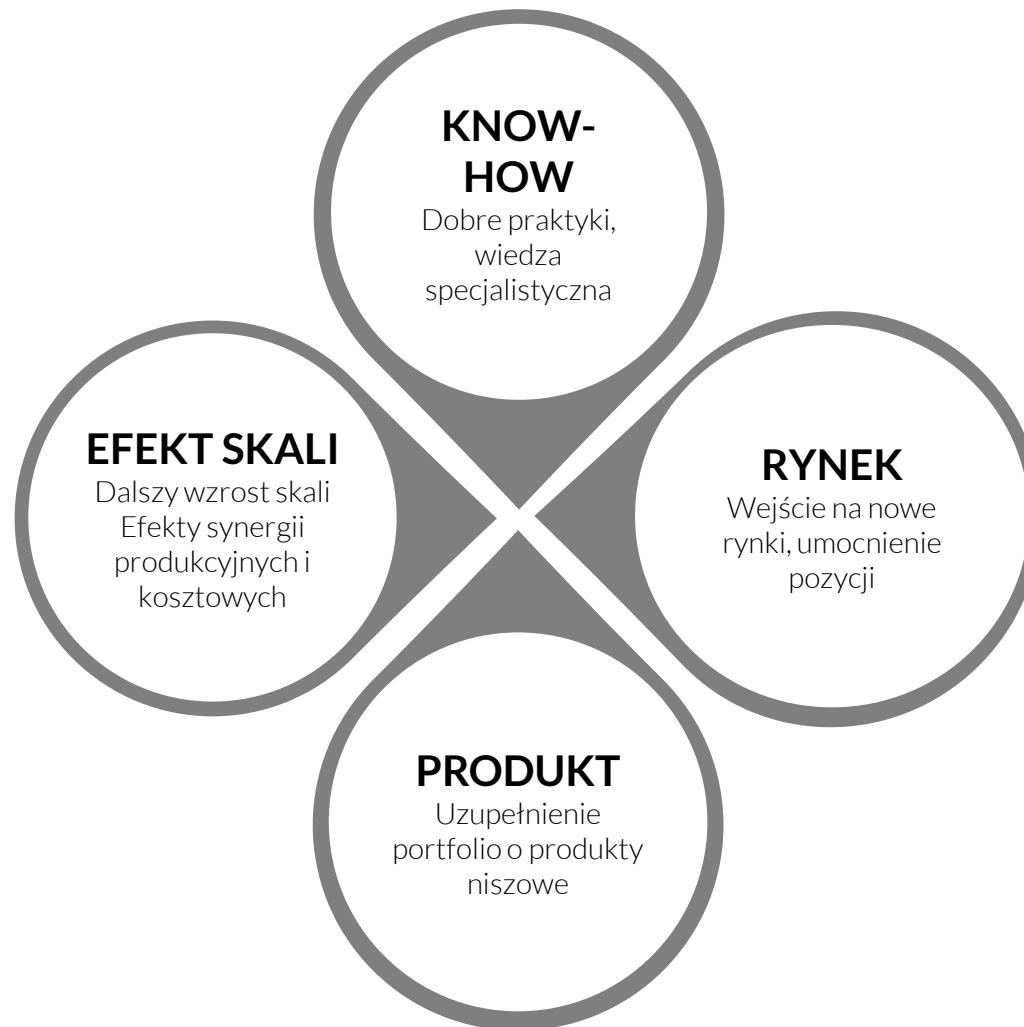 KNOW-
HOW
Dobre praktyki,
wiedza
specjalistyczna
EFEKT SKALI
Dalszy wzrost skali
Efekty synergii
produkcyjnych i
kosztowych
RYNEK
Wejście na nowe
rynki, umocnienie
pozycji
PRODUKT
Uzupełnienie
portfolio o produkty
niszowe